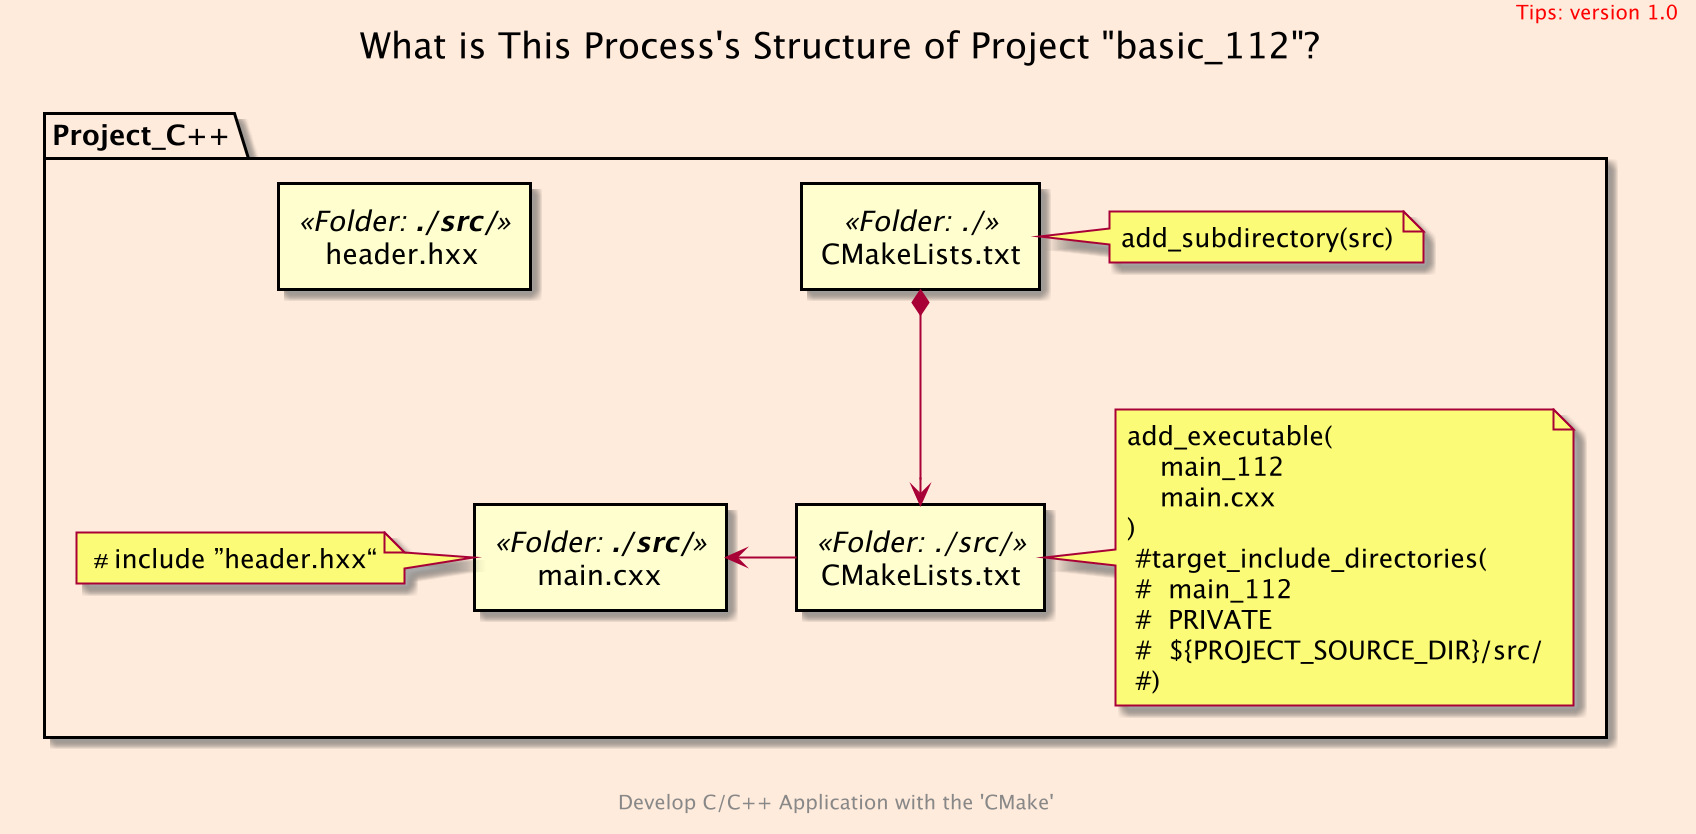 Tips: version 1.0
What is This Process's Structure of Project "basic_112"?
Project_C++
«Folder: ./src/»
header.hxx
«Folder: ./»
CMakeLists.txt
add_subdirectory(src)
# include ”header.hxx“
«Folder: ./src/»
main.cxx
«Folder: ./src/»
CMakeLists.txt
add_executable(
main_112
main.cxx
)
#target_include_directories(
# main_112
# PRIVATE
# ${PROJECT_SOURCE_DIR}/src/
#)
Develop C/C++ Application with the 'CMake'